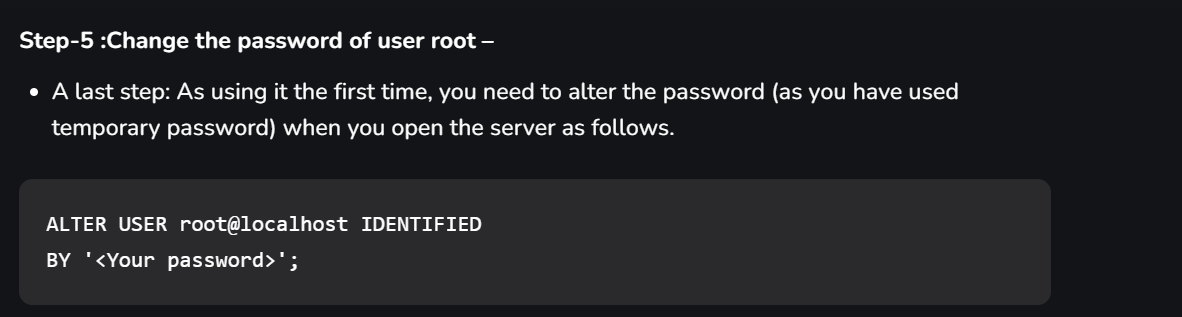 Step-5 :Change the password of user root –
• A last step: As using it the first time, you need to alter the password (as you have used
temporary password) when you open the server as follows.
ALTER USER root@localhost IDENTIFIED
BY '<Your password>';